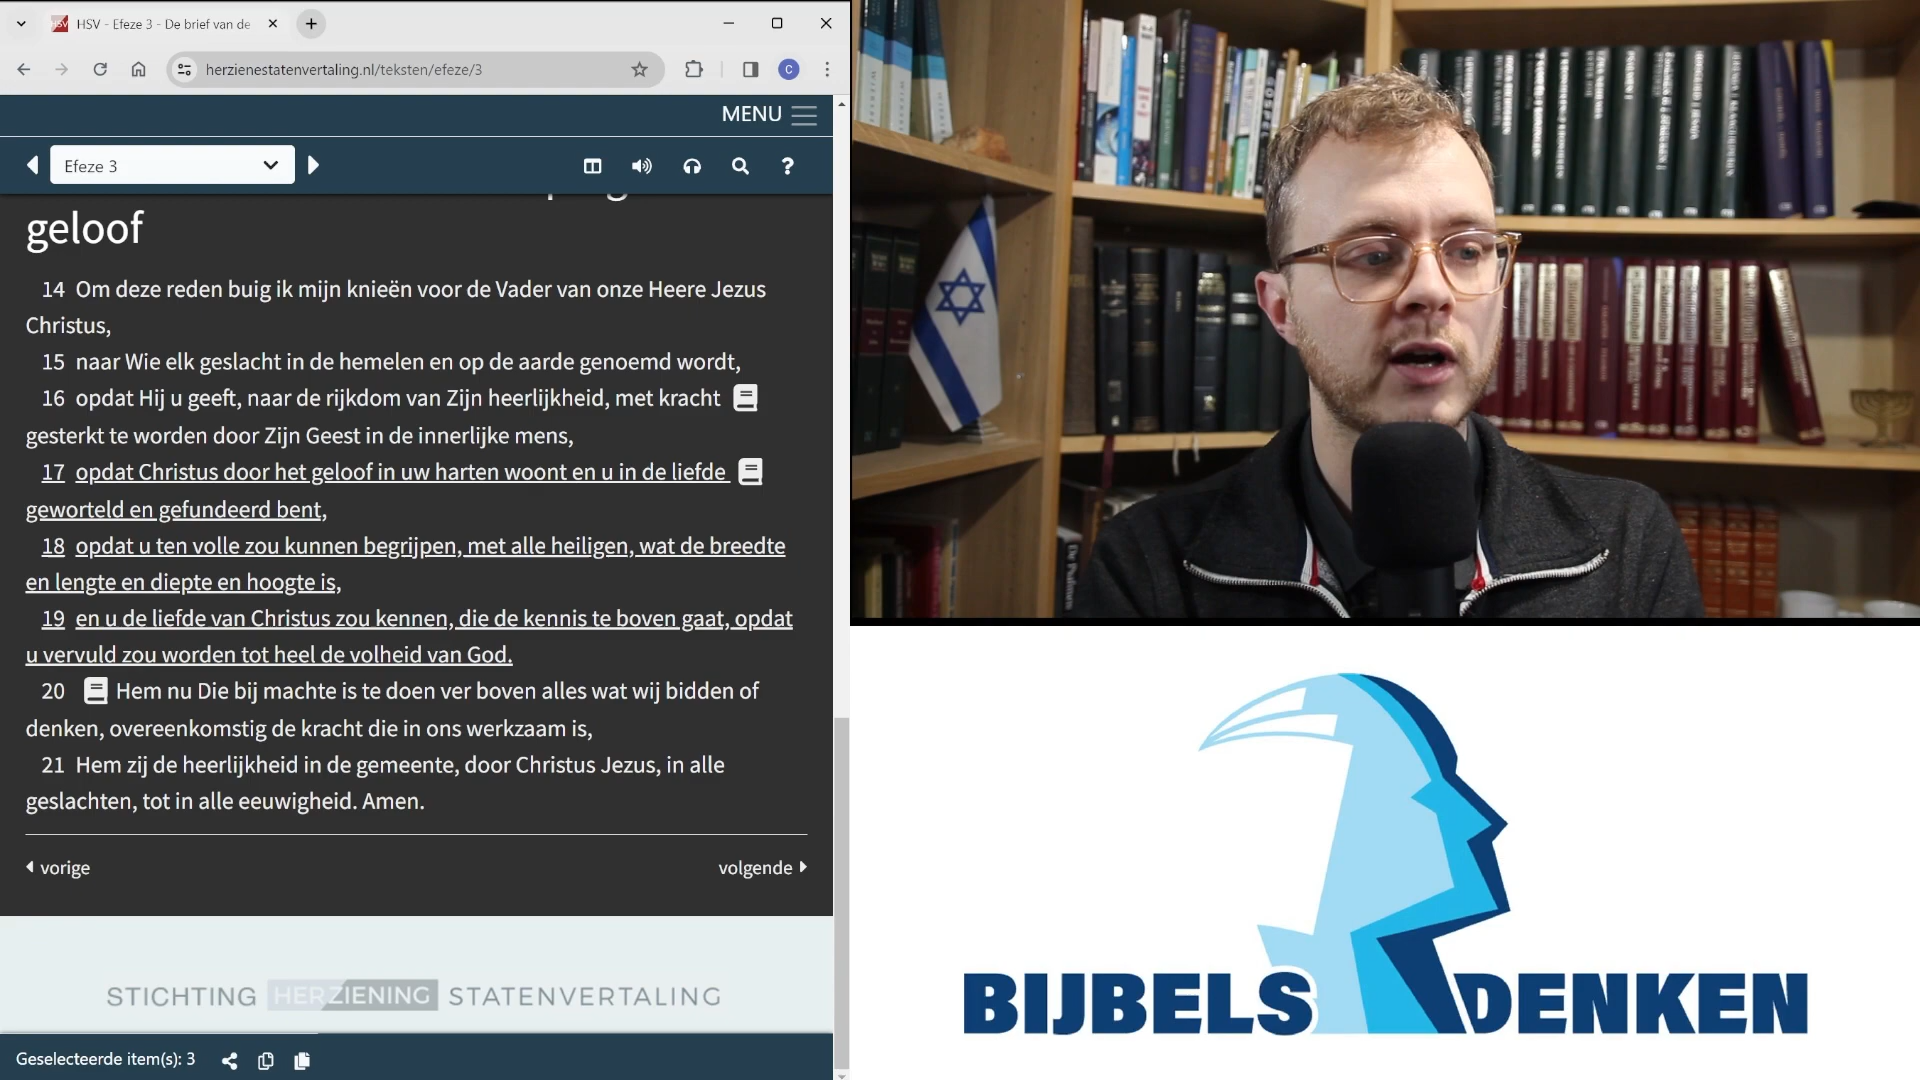 HSV - Efeze 3 - De brief van de
herzienestatenvertaling.nl/teksten/efeze/3
C
MENU
Efeze 3
?
geloof
14 Om deze reden buig ik mijn knieën voor de Vader van onze Heere Jezus
Christus,
15 naar Wie elk geslacht in de hemelen en op de aarde genoemd wordt,
16 opdat Hij u geeft, naar de rijkdom van Zijn heerlijkheid, met kracht
gesterkt te worden door Zijn Geest in de innerlijke mens,
17 opdat Christus door het geloof in uw harten woont en u in de liefde
geworteld en gefundeerd bent,
18 opdat u ten volle zou kunnen begrijpen, met alle heiligen, wat de breedte
en lengte en diepte en hoogte is,
19 en u de liefde van Christus zou kennen, die de kennis te boven gaat, opdat
u vervuld zou worden tot heel de volheid van God.
20 Hem nu Die bij machte is te doen ver boven alles wat wij bidden of
denken, overeenkomstig de kracht die in ons werkzaam is,
21 Hem zij de heerlijkheid in de gemeente, door Christus Jezus, in alle
geslachten, tot in alle eeuwigheid. Amen.
vorige
volgende
STICHTING HERZIENING STATENVERTALING
Geselecteerde item(s): 3
De Psalmen
BIJBELS DENKEN